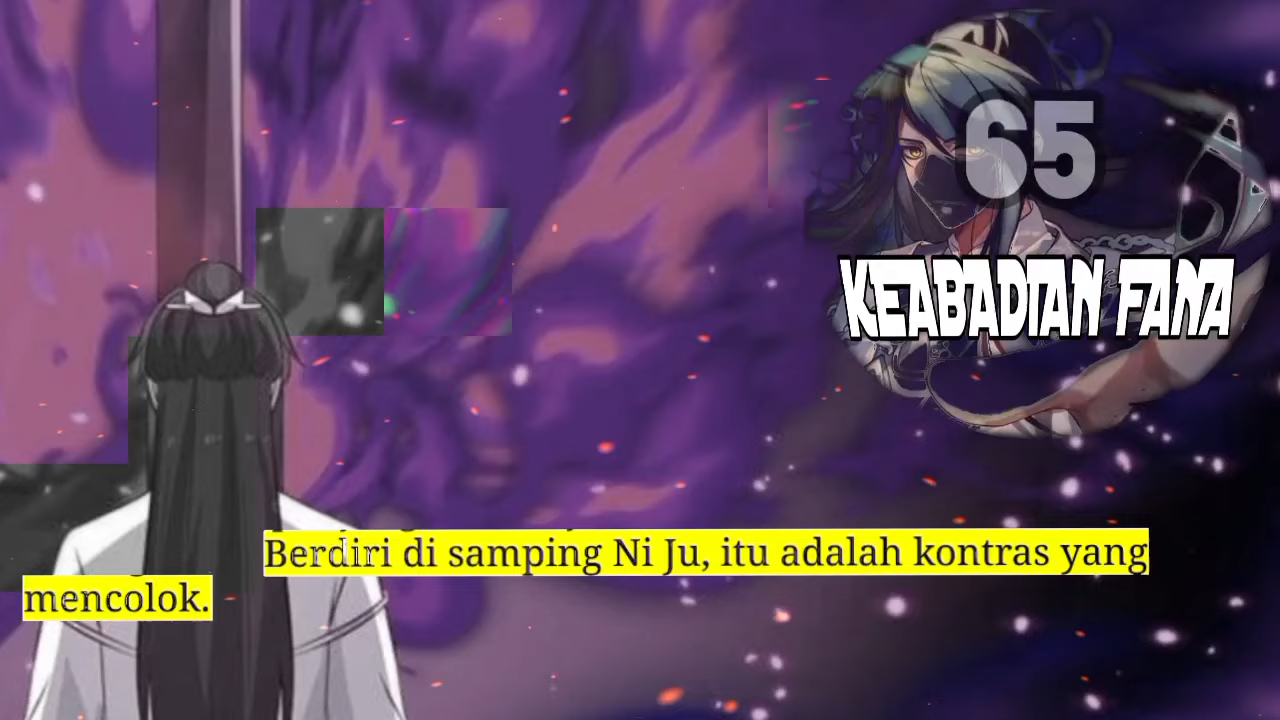 65
KEABADIAN FANA
Berdiri di samping Ni Ju, itu adalah kontras yang
mencolok.